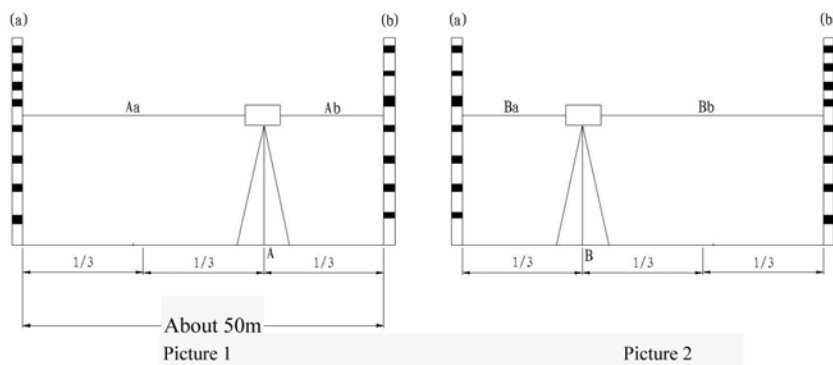 (a)
(b)
(a)
(b
Aa
Ab
Ba
Bb
A
B
1/3
1/3
1/3
1/3
1/3
1/3
About 50m
Picture 1
Picture 2